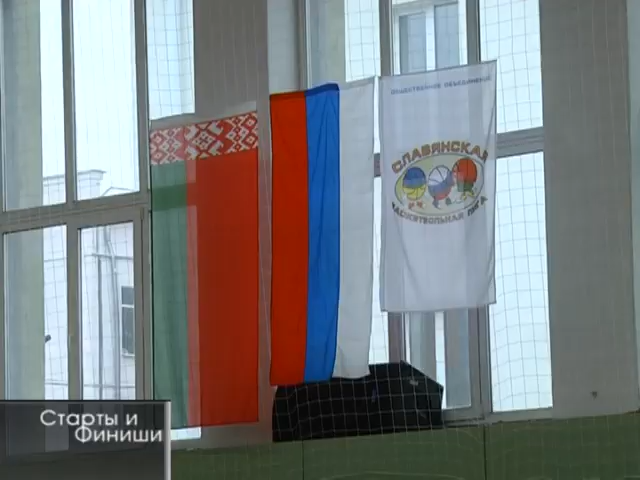 ОБЩЕСТВЕННОЕ ОБЪЕДИНЕНИЕ
СЛАВЯНСКАЯ
БАСКЕТБОЛЬНАЯ ЛИГА
Старты и
Финиши